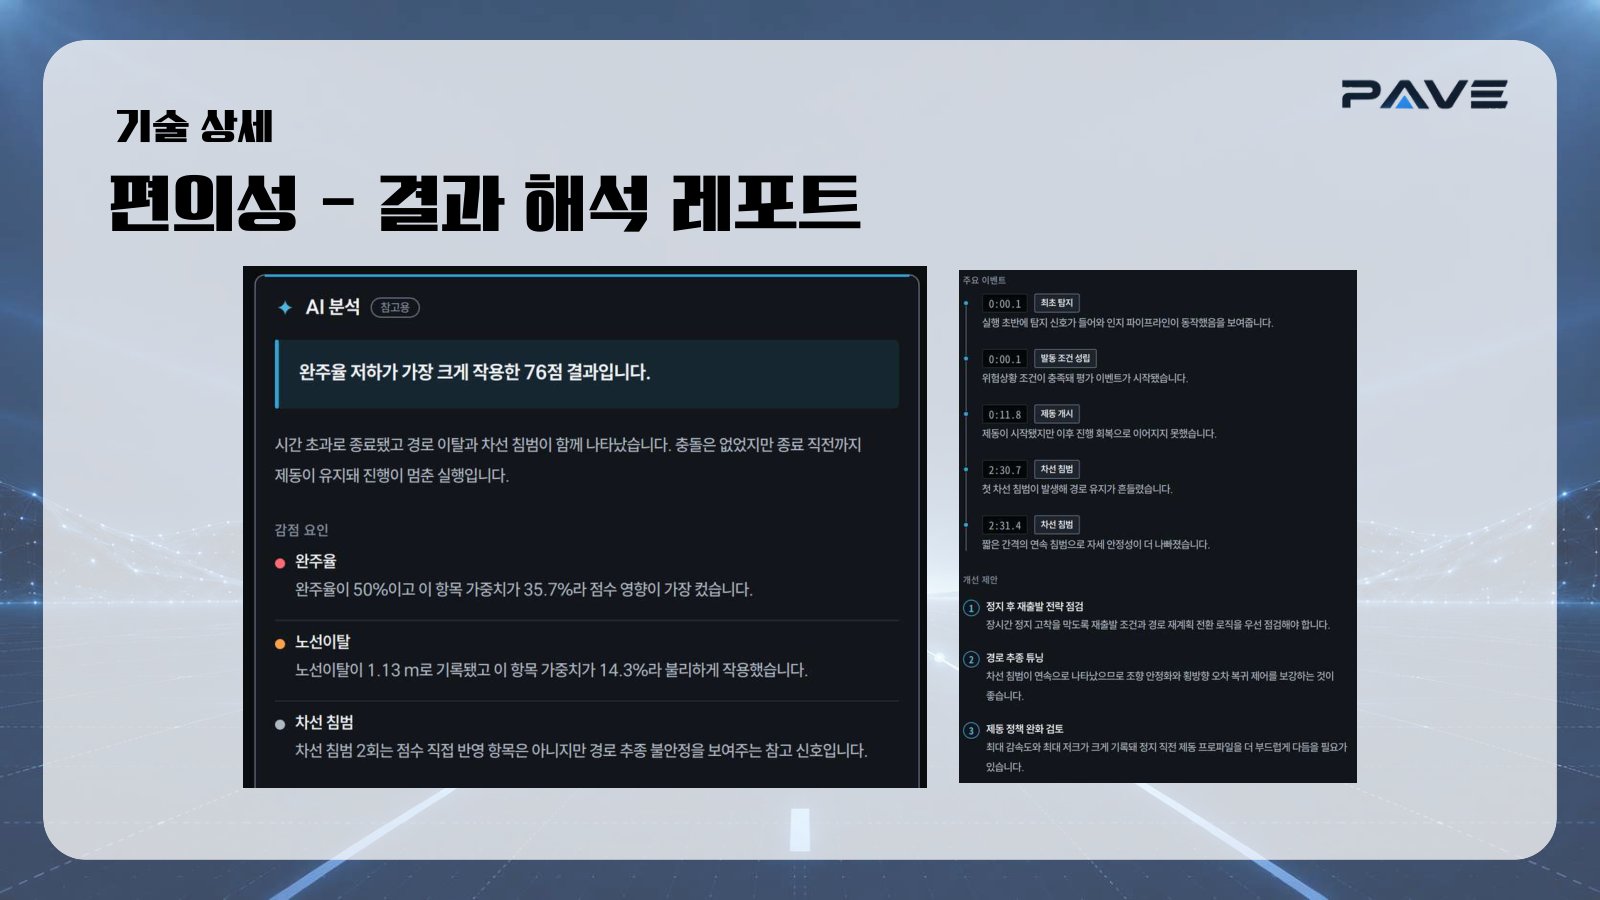 PAVE
기술 상세
편의성 - 결과 해석 레포트
AI 분석 참고용
완주율 저하가 가장 크게 작용한 76점 결과입니다.
시간 초과로 종료됐고 경로 이탈과 차선 침범이 함께 나타났습니다. 충돌은 없었지만 종료 직전까지
제동이 유지돼 진행이 멈춘 실행입니다.
감점 요인
완주율
완주율이 50%이고 이 항목 가중치가 35.7%라 점수 영향이 가장 컸습니다.
노선이탈
노선이탈이 1.13 m로 기록됐고 이 항목 가중치가 14.3%라 불리하게 작용했습니다.
차선 침범
차선 침범 2회는 점수 직접 반영 항목은 아니지만 경로 추종 불안정을 보여주는 참고 신호입니다.
주요 이벤트
0:00.1 최초 탐지
실행 초반에 탐지 신호가 들어와 인지 파이프라인이 동작했음을 보여줍니다.
0:00.1 발동 조건 성립
위험상황 조건이 충족돼 평가 이벤트가 시작됐습니다.
0:11.8 제동 개시
제동이 시작됐지만 이후 진행 회복으로 이어지지 못했습니다.
2:30.7 차선 침범
첫 차선 침범이 발생해 경로 유지가 흔들렸습니다.
2:31.4 차선 침범
짧은 간격의 연속 침범으로 자세 안정성이 더 나빠졌습니다.
개선 제안
1 정지 후 재출발 전략 점검
장시간 정지 고착을 막도록 재출발 조건과 경로 재계획 전환 로직을 우선 점검해야 합니다.
2 경로 추종 튜닝
차선 침범이 연속으로 나타났으므로 조향 안정화와 횡방향 오차 복귀 제어를 보강하는 것이
좋습니다.
3 제동 정책 완화 검토
최대 감속도와 최대 저크가 크게 기록돼 정지 직전 제동 프로파일을 더 부드럽게 다듬을 필요가
있습니다.